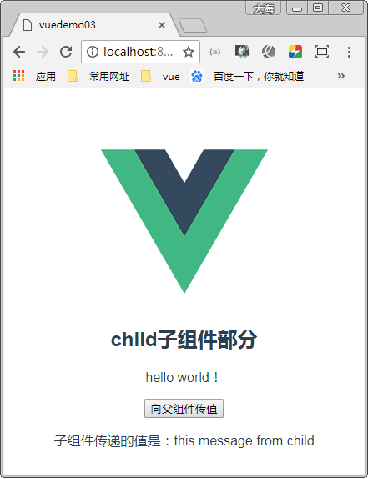 大海
vuedemo03
localhost:8...
应用 常用网址 vue 百度一下，你就知道 »
child子组件部分
hello world！
向父组件传值
子组件传递的值是：this message from child